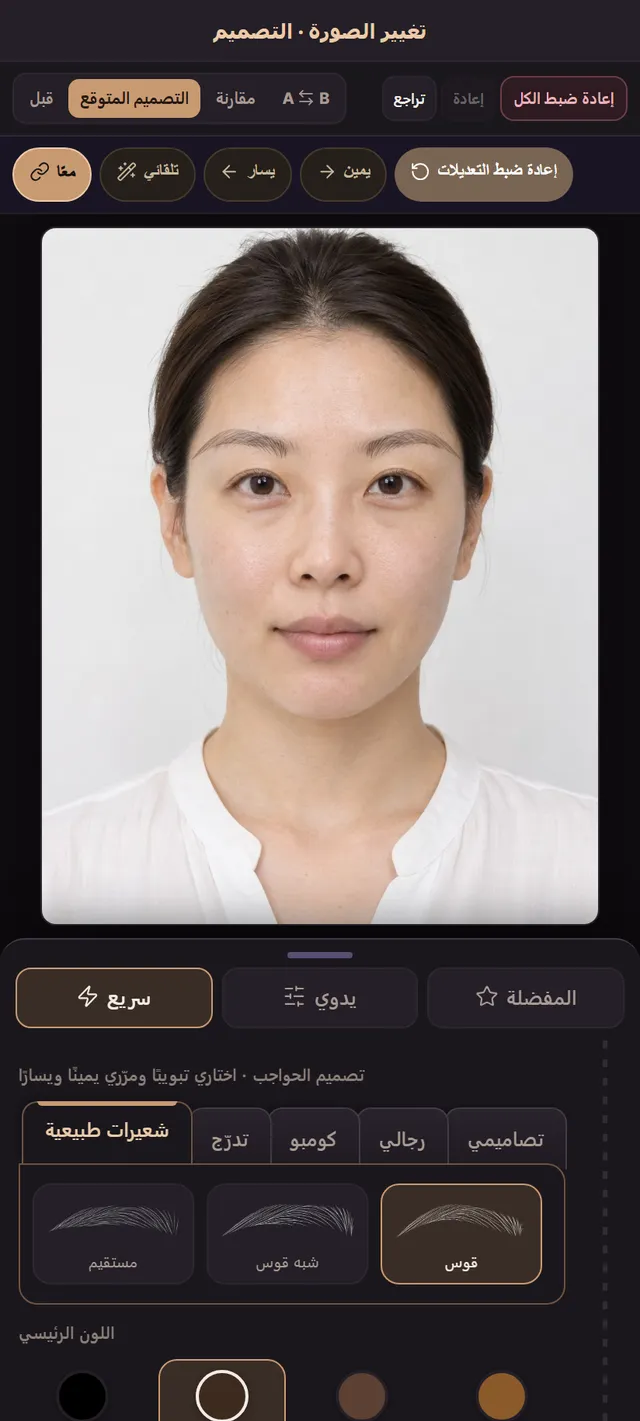 تغيير الصورة · التصميم
إعادة ضبط الكل
إعادة
تراجع
A ⇆ B
مقارنة
التصميم المتوقع
قبل
إعادة ضبط التعديلات
يمين
يسار
تلقائي
معًا
المفضلة
يدوي
سريع
تصميم الحواجب · اختاري تبويبًا ومرّري يمينًا ويسارًا
تصاميمي
رجالي
كومبو
تدرّج
شعيرات طبيعية
قوس
شبه قوس
مستقيم
اللون الرئيسي